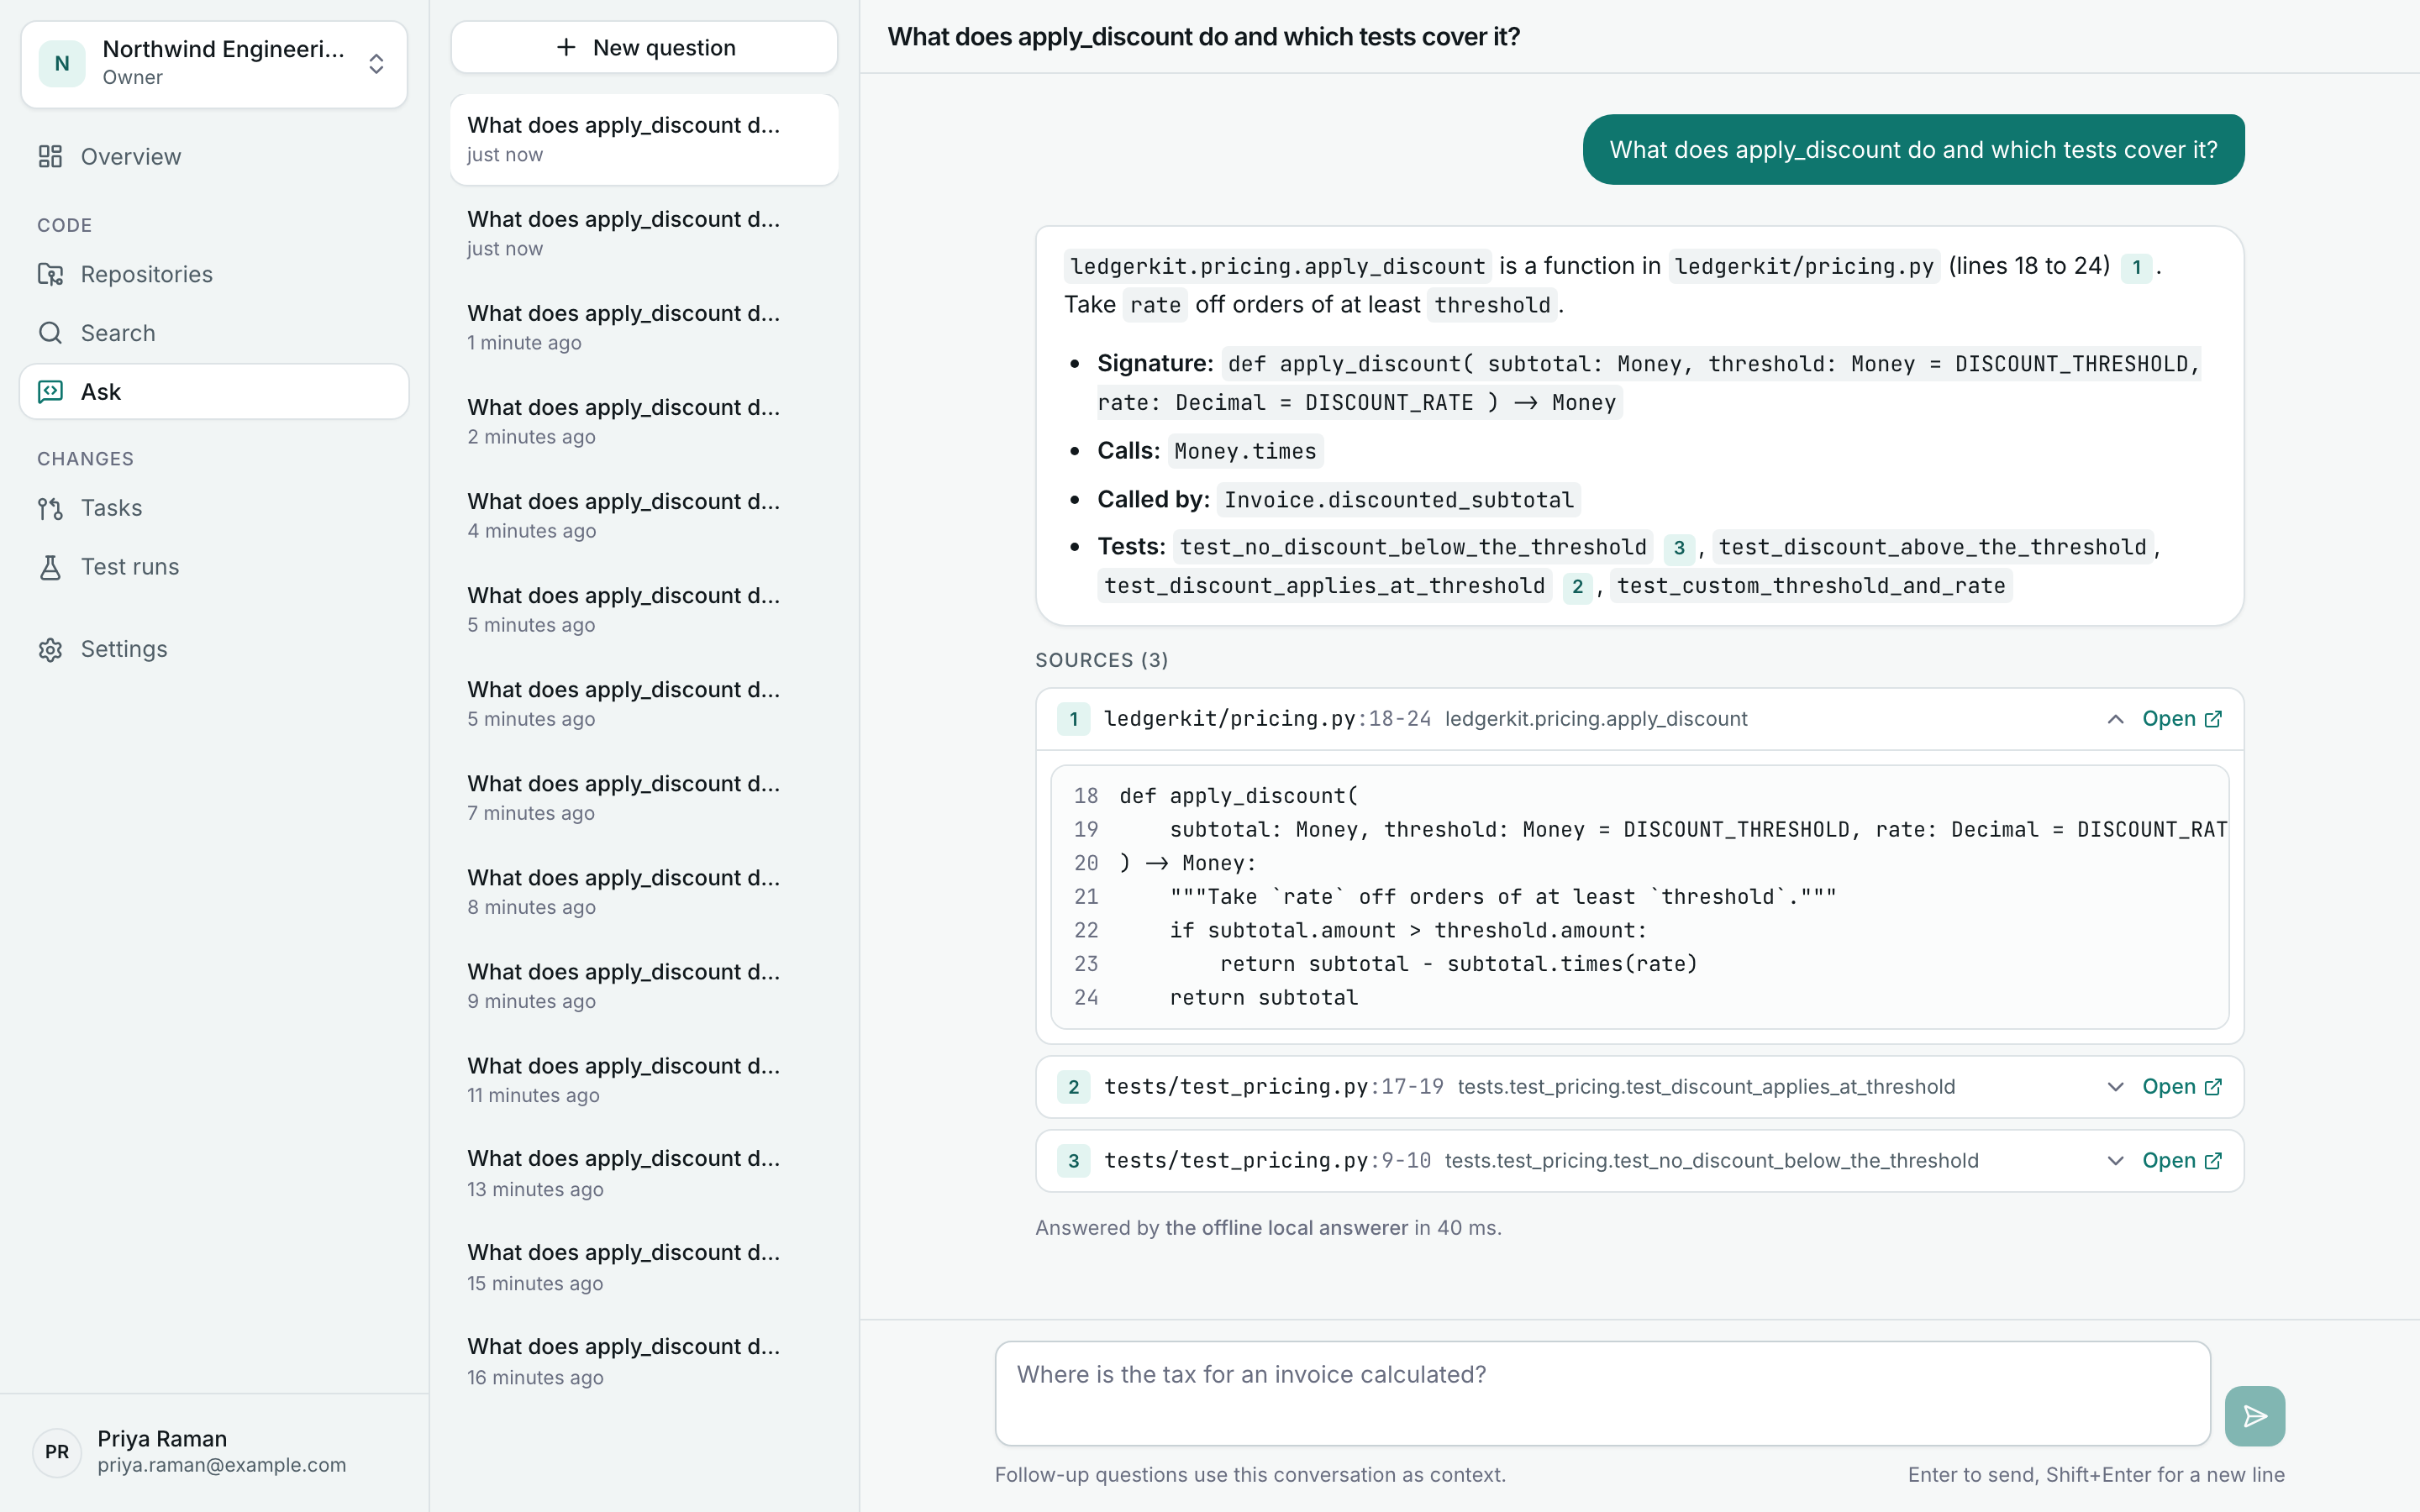 N
Northwind Engineeri...
Owner
Overview
CODE
Repositories
Search
Ask
CHANGES
Tasks
Test runs
Settings
PR
Priya Raman
priya.raman@example.com
New question
What does apply_discount d...
just now
What does apply_discount d...
just now
What does apply_discount d...
1 minute ago
What does apply_discount d...
2 minutes ago
What does apply_discount d...
4 minutes ago
What does apply_discount d...
5 minutes ago
What does apply_discount d...
5 minutes ago
What does apply_discount d...
7 minutes ago
What does apply_discount d...
8 minutes ago
What does apply_discount d...
9 minutes ago
What does apply_discount d...
11 minutes ago
What does apply_discount d...
13 minutes ago
What does apply_discount d...
15 minutes ago
What does apply_discount d...
16 minutes ago
What does apply_discount do and which tests cover it?
What does apply_discount do and which tests cover it?
ledgerkit.pricing.apply_discount is a function in ledgerkit/pricing.py (lines 18 to 24) 1.
Take rate off orders of at least threshold.
• Signature: def apply_discount( subtotal: Money, threshold: Money = DISCOUNT_THRESHOLD,
rate: Decimal = DISCOUNT_RATE ) -> Money
• Calls: Money.times
• Called by: Invoice.discounted_subtotal
• Tests: test_no_discount_below_the_threshold 3, test_discount_above_the_threshold,
test_discount_applies_at_threshold 2, test_custom_threshold_and_rate
SOURCES (3)
1 ledgerkit/pricing.py:18-24 ledgerkit.pricing.apply_discount Open
18 def apply_discount(
19     subtotal: Money, threshold: Money = DISCOUNT_THRESHOLD, rate: Decimal = DISCOUNT_RAT
20 ) -> Money:
21     """Take `rate` off orders of at least `threshold`."""
22     if subtotal.amount > threshold.amount:
23         return subtotal - subtotal.times(rate)
24     return subtotal
2 tests/test_pricing.py:17-19 tests.test_pricing.test_discount_applies_at_threshold Open
3 tests/test_pricing.py:9-10 tests.test_pricing.test_no_discount_below_the_threshold Open
Answered by the offline local answerer in 40 ms.
Where is the tax for an invoice calculated?
Follow-up questions use this conversation as context.
Enter to send, Shift+Enter for a new line